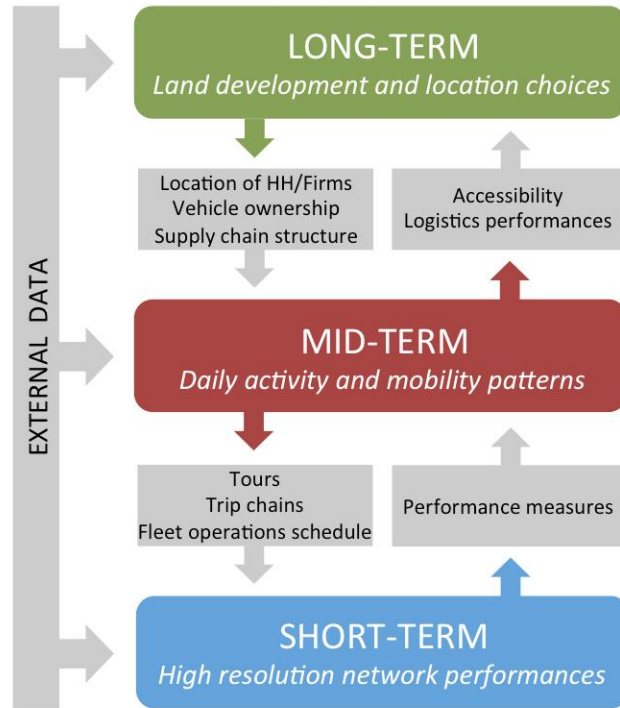 LONG-TERM
Land development and location choices
Location of HH/Firms
Vehicle ownership
Supply chain structure
Accessibility
Logistics performances
EXTERNAL DATA
MID-TERM
Daily activity and mobility patterns
Tours
Trip chains
Fleet operations schedule
Performance measures
SHORT-TERM
High resolution network performances